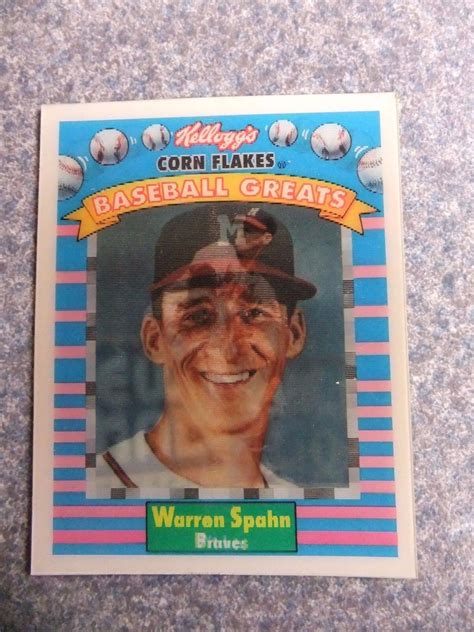 Kellogg's
CORN FLAKES®
BASEBALL GREATS
M
Warren Spahn
Braves